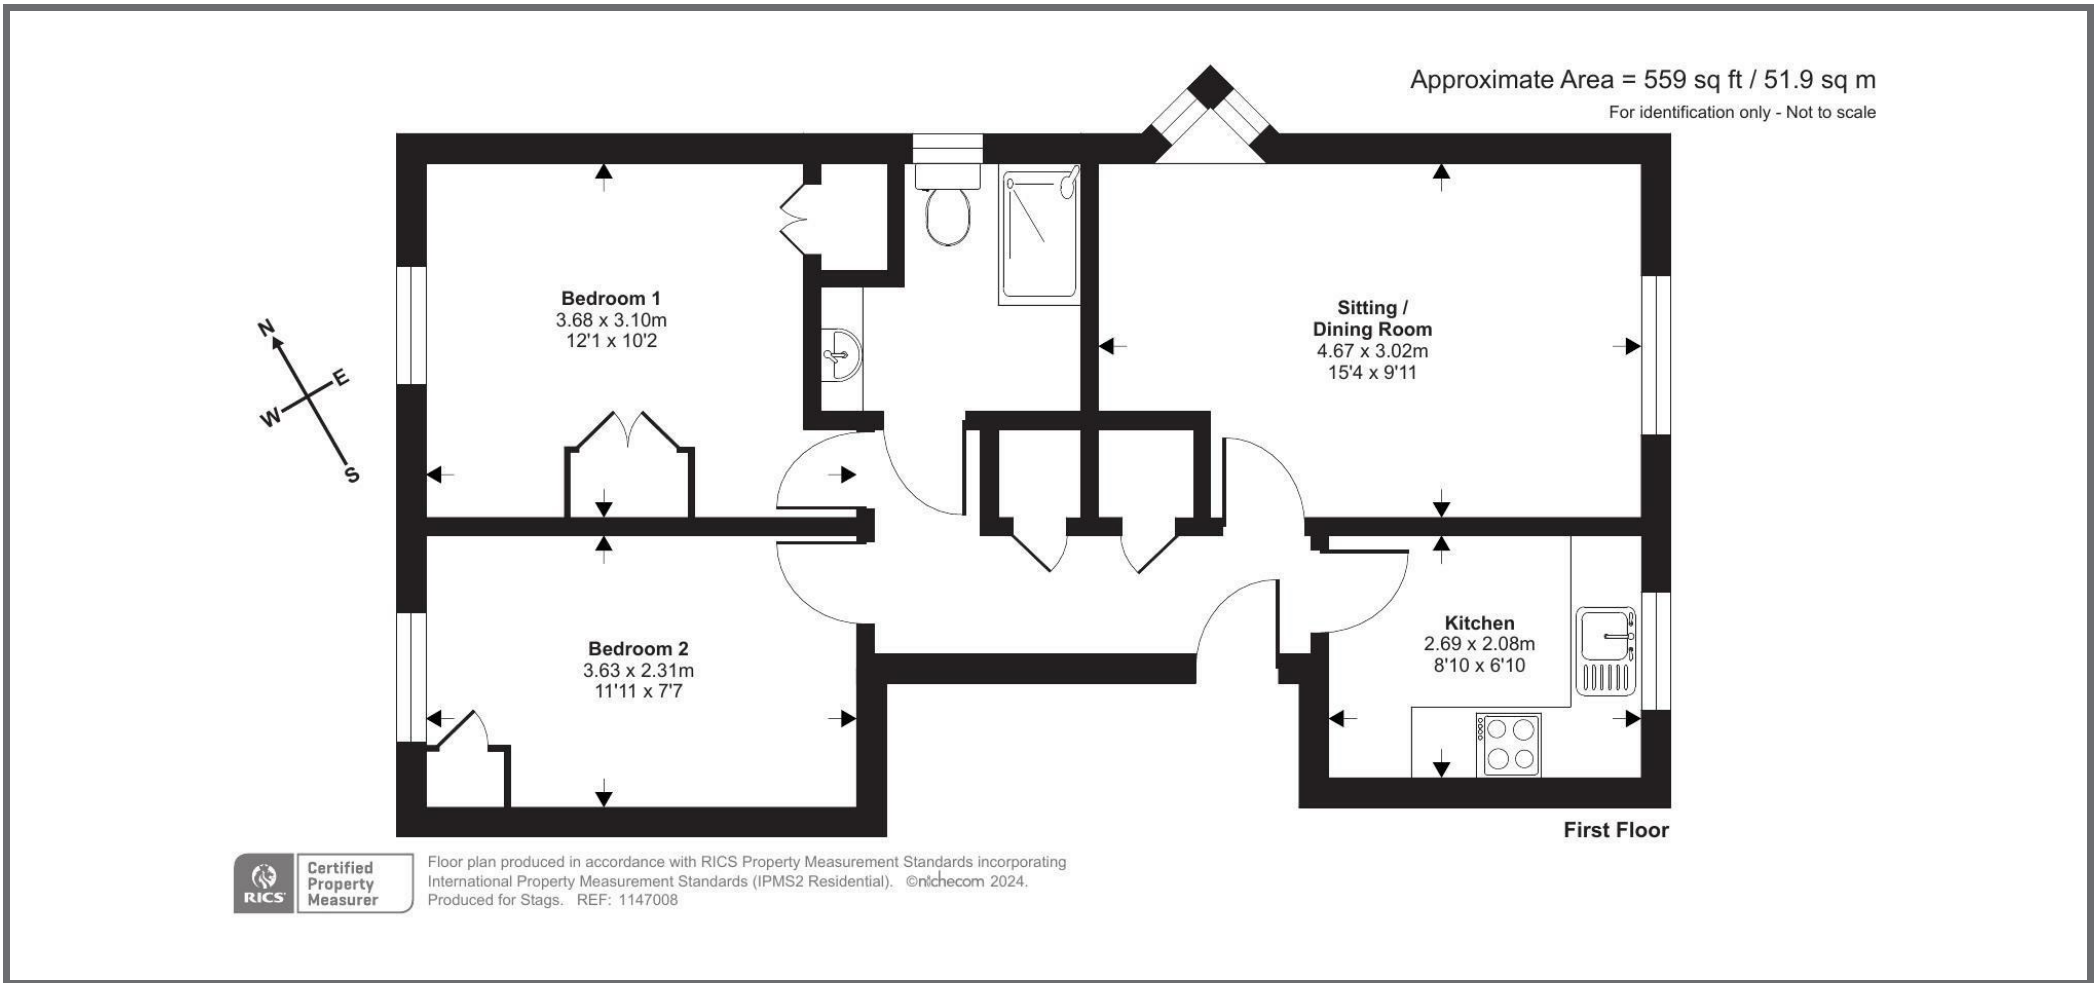 Approximate Area = 559 sq ft / 51.9 sq m
For identification only - Not to scale
Bedroom 1
3.68 x 3.10m
12'1 x 10'2
Sitting /
Dining Room
4.67 x 3.02m
15'4 x 9'11
N
E
W
S
Bedroom 2
3.63 x 2.31m
11'11 x 7'7
Kitchen
2.69 x 2.08m
8'10 x 6'10
First Floor
RICS
Certified
Property
Measurer
Floor plan produced in accordance with RICS Property Measurement Standards incorporating
International Property Measurement Standards (IPMS2 Residential). ©nichecom 2024.
Produced for Stags. REF: 1147008